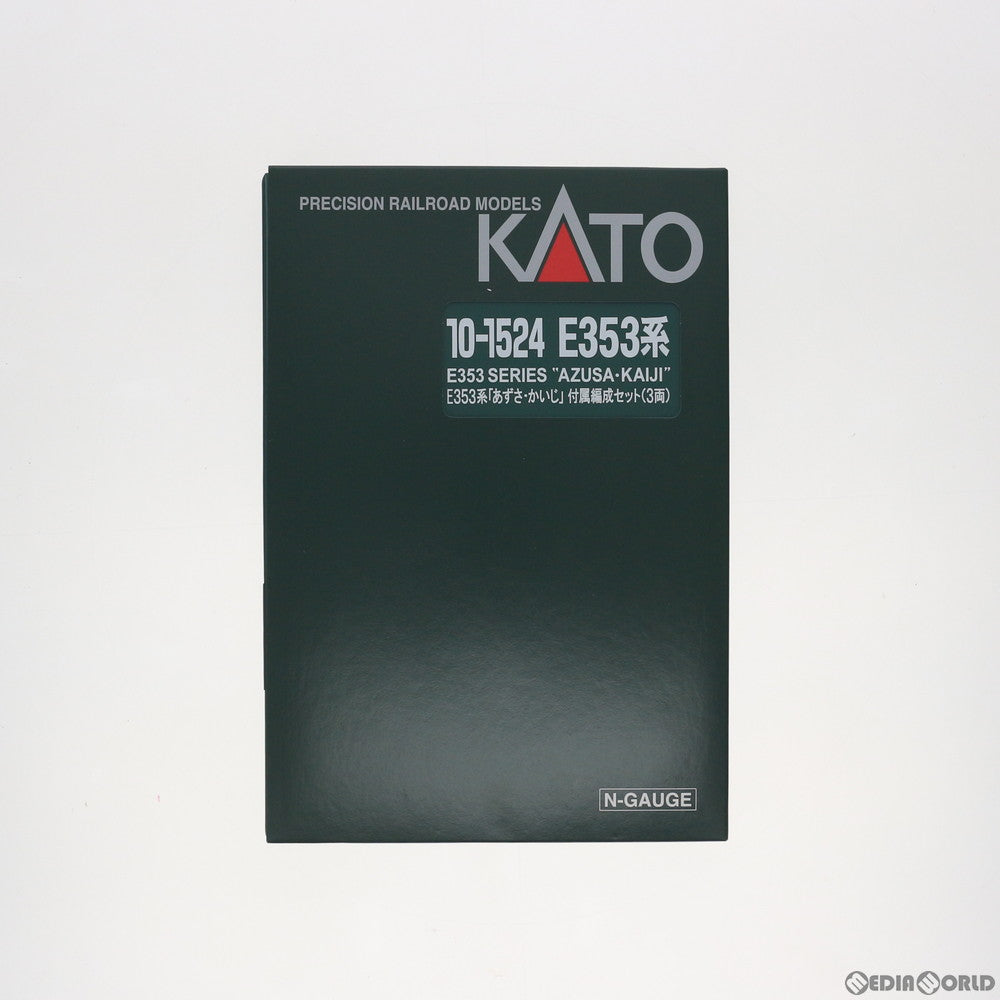 PRECISION RAILROAD MODELS
KATO
10-1524 E353系
E353 SERIES "AZUSA・KAIJI"
E353系「あずさ・かいじ」付属編成セット(3両)
N-GAUGE
MEDIAWORLD